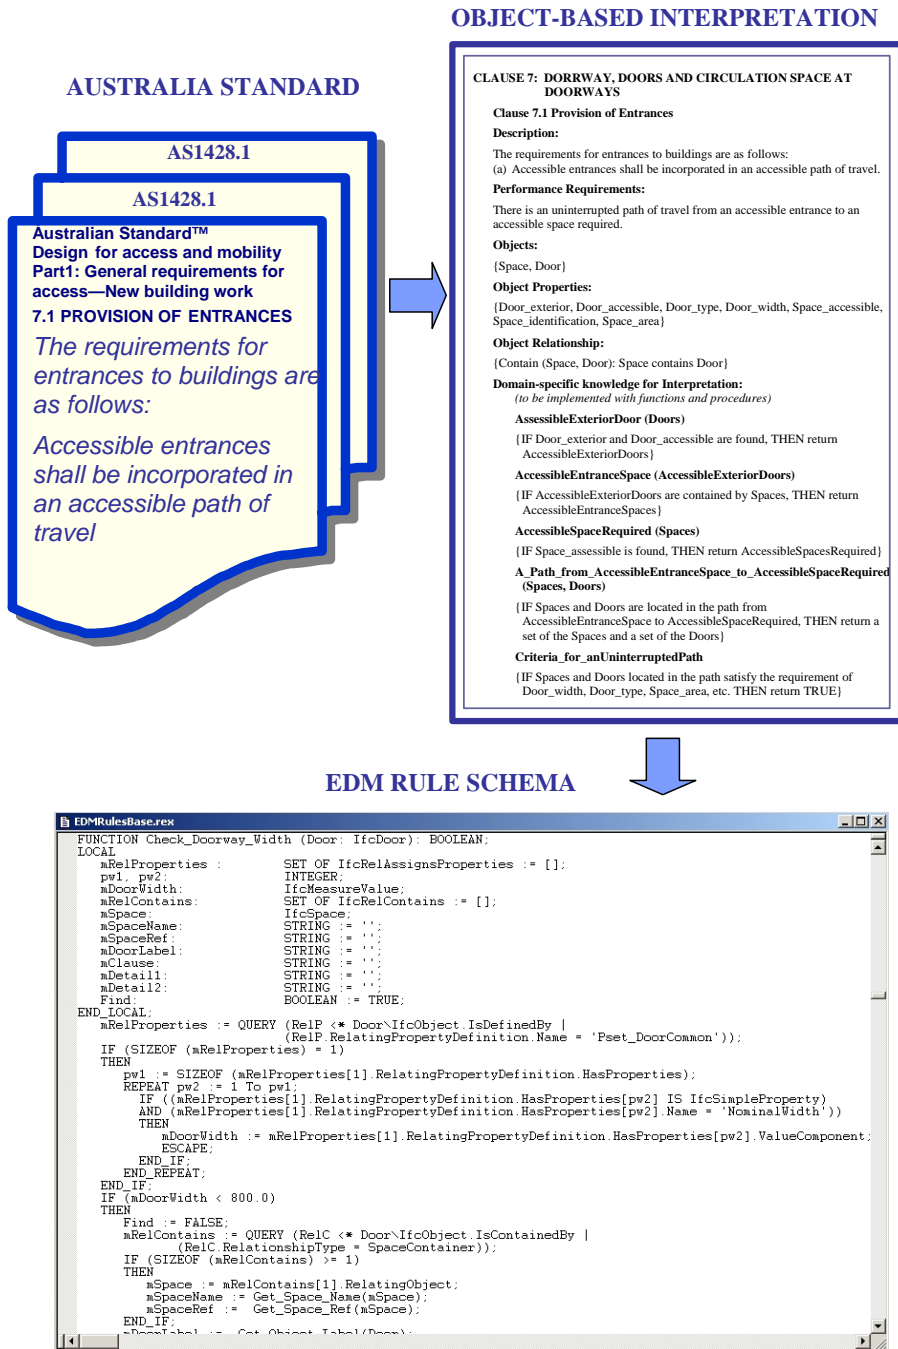 OBJECT-BASED INTERPRETATION
AUSTRALIA STANDARD
AS1428.1
AS1428.1
Australian Standard™
Design for access and mobility
Part1: General requirements for
access—New building work
7.1 PROVISION OF ENTRANCES
The requirements for
entrances to buildings are
as follows:
Accessible entrances
shall be incorporated in
an accessible path of
travel
CLAUSE 7: DORRWAY, DOORS AND CIRCULATION SPACE AT
DOORWAYS
Clause 7.1 Provision of Entrances
Description:
The requirements for entrances to buildings are as follows:
(a) Accessible entrances shall be incorporated in an accessible path of travel.
Performance Requirements:
There is an uninterrupted path of travel from an accessible entrance to an
accessible space required.
Objects:
{Space, Door}
Object Properties:
{Door_exterior, Door_accessible, Door_type, Door_width, Space_accessible,
Space_identification, Space_area}
Object Relationship:
{Contain (Space, Door): Space contains Door}
Domain-specific knowledge for Interpretation:
(to be implemented with functions and procedures)
AssessibleExteriorDoor (Doors)
{IF Door_exterior and Door_accessible are found, THEN return
AccessibleExteriorDoors}
AccessibleEntranceSpace (AccessibleExteriorDoors)
{IF AccessibleExteriorDoors are contained by Spaces, THEN return
AccessibleEntranceSpaces}
AccessibleSpaceRequired (Spaces)
{IF Space_assessible is found, THEN return AccessibleSpacesRequired}
A_Path_from_AccessibleEntranceSpace_to_AccessibleSpaceRequired
(Spaces, Doors)
{IF Spaces and Doors are located in the path from
AccessibleEntranceSpace to AccessibleSpaceRequired, THEN return a
set of the Spaces and a set of the Doors}
Criteria_for_anUninterruptedPath
{IF Spaces and Doors located in the path satisfy the requirement of
Door_width, Door_type, Space_area, etc. THEN return TRUE}
EDM RULE SCHEMA
EDMRulesBase.rex
FUNCTION Check_Doorway_Width (Door: IfcDoor): BOOLEAN;
LOCAL
mRelProperties : SET OF IfcRelAssignsProperties := [];
pw1, pw2: INTEGER;
mDoorWidth: IfcMeasureValue;
mRelContains: SET OF IfcRelContains := [];
mSpace: IfcSpace;
mSpaceName: STRING := '';
mSpaceRef: STRING := '';
mDoorLabel: STRING := '';
mClause: STRING := '';
mDetail1: STRING := '';
mDetail2: STRING := '';
Find: BOOLEAN := TRUE;
END_LOCAL;
mRelProperties := QUERY (RelP <* Door\IfcObject.IsDefinedBy |
(RelP.RelatingPropertyDefinition.Name = 'Pset_DoorCommon'));
IF (SIZEOF (mRelProperties) = 1)
THEN
pw1 := SIZEOF (mRelProperties[1].RelatingPropertyDefinition.HasProperties);
REPEAT pw2 := 1 To pw1;
IF ((mRelProperties[1].RelatingPropertyDefinition.HasProperties[pw2] IS IfcSimpleProperty)
AND (mRelProperties[1].RelatingPropertyDefinition.HasProperties[pw2].Name = 'NominalWidth'))
THEN
mDoorWidth := mRelProperties[1].RelatingPropertyDefinition.HasProperties[pw2].ValueComponent;
ESCAPE;
END_IF;
END_REPEAT;
END_IF;
IF (mDoorWidth < 800.0)
THEN
Find := FALSE;
mRelContains := QUERY (RelC <* Door\IfcObject.IsContainedBy |
(RelC.RelationshipType = SpaceContainer));
IF (SIZEOF (mRelContains) >= 1)
THEN
mSpace := mRelContains[1].RelatingObject;
mSpaceName := Get_Space_Name(mSpace);
mSpaceRef := Get_Space_Ref(mSpace);
END_IF;
mDoorLabel := Get_Object_Label(Door);